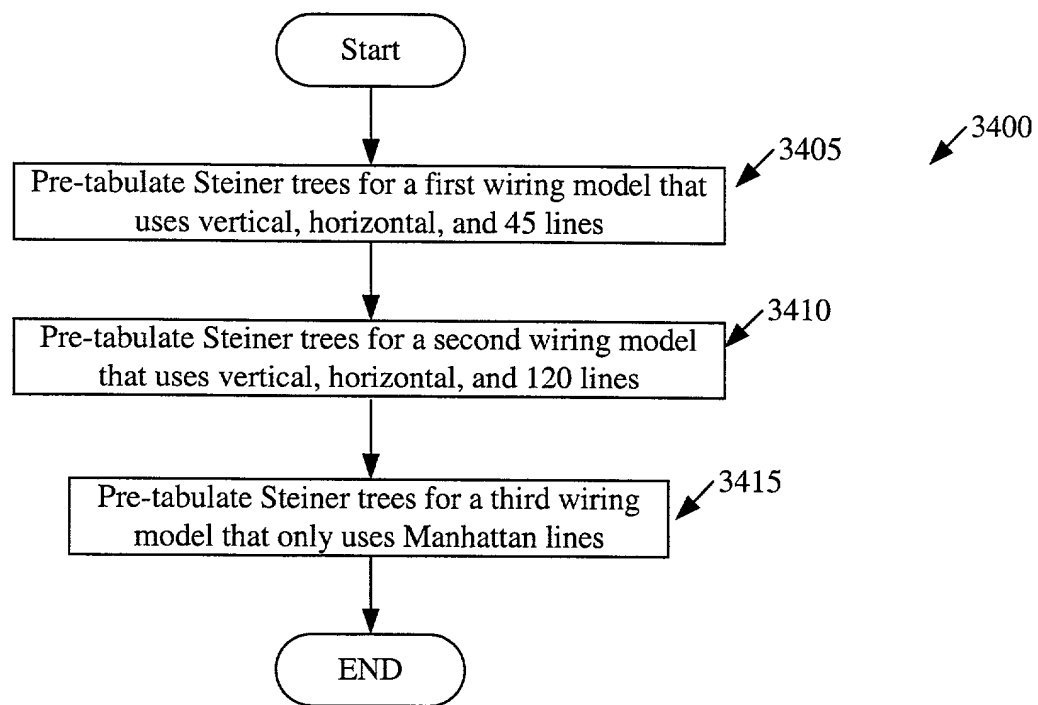 Start
3400
3405
Pre-tabulate Steiner trees for a first wiring model that
uses vertical, horizontal, and 45 lines
3410
Pre-tabulate Steiner trees for a second wiring model
that uses vertical, horizontal, and 120 lines
3415
Pre-tabulate Steiner trees for a third wiring
model that only uses Manhattan lines
END